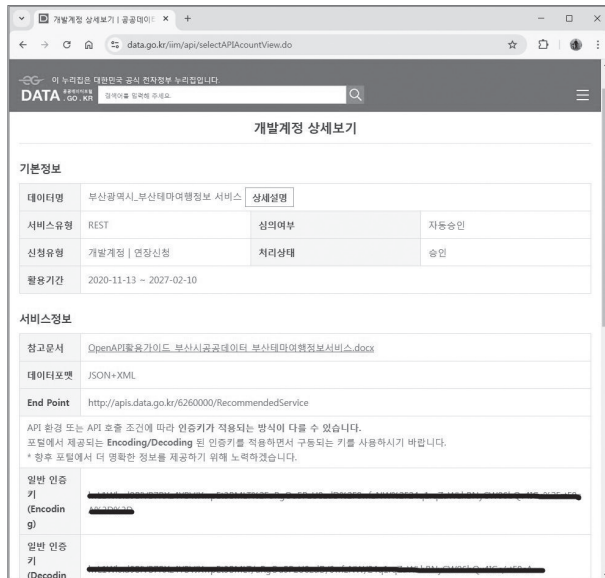 개발계정 상세보기 | 공공데이터
data.go.kr/iim/api/selectAPIAcountView.do
이 누리집은 대한민국 공식 전자정부 누리집입니다.
DATA 공공데이터포털 .GO.KR 검색어를 입력해 주세요.
개발계정 상세보기
기본정보
데이터명 부산광역시_부산테마여행정보 서비스 상세설명
서비스유형 REST 심의여부 자동승인
신청유형 개발계정 | 연장신청 처리상태 승인
활용기간 2020-11-13 ~ 2027-02-10
서비스정보
참고문서 OpenAPI활용가이드_부산시공공데이터_부산테마여행정보서비스.docx
데이터포맷 JSON+XML
End Point http://apis.data.go.kr/6260000/RecommendedService
API 환경 또는 API 호출 조건에 따라 인증키가 적용되는 방식이 다를 수 있습니다.
포털에서 제공되는 Encoding/Decoding 된 인증키를 적용하면서 구동되는 키를 사용하시기 바랍니다.
* 향후 포털에서 더 명확한 정보를 제공하기 위해 노력하겠습니다.
일반 인증
키
(Encodin
g)
일반 인증
키
(Decodin